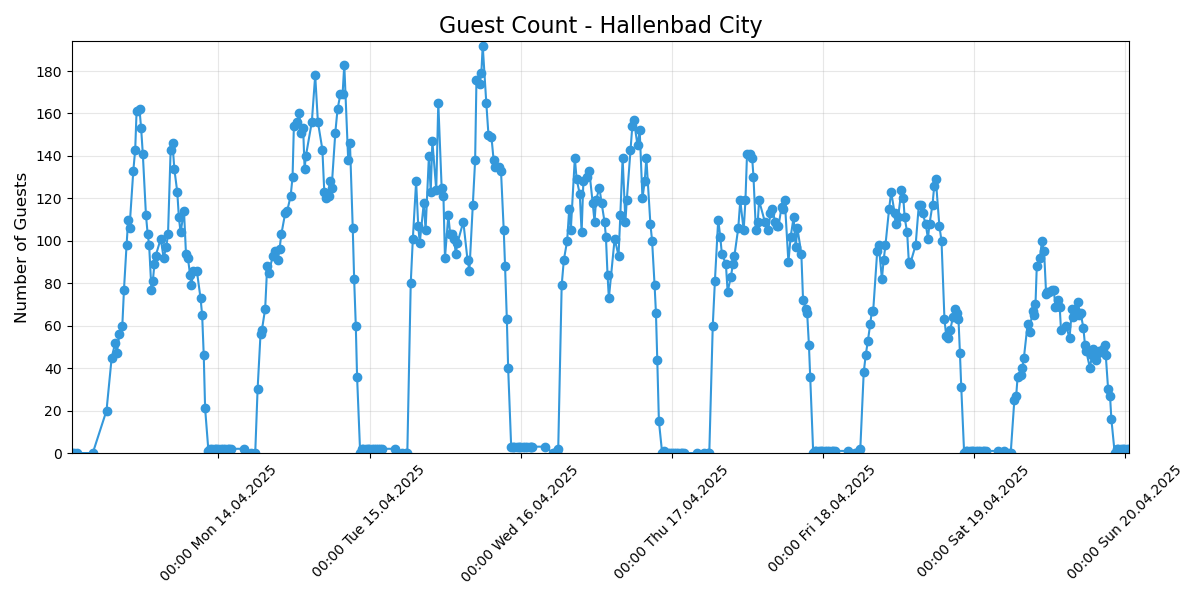 Guest Count - Hallenbad City
Number of Guests
180
160
140
120
100
80
60
40
20
0
00:00 Mon 14.04.2025
00:00 Tue 15.04.2025
00:00 Wed 16.04.2025
00:00 Thu 17.04.2025
00:00 Fri 18.04.2025
00:00 Sat 19.04.2025
00:00 Sun 20.04.2025